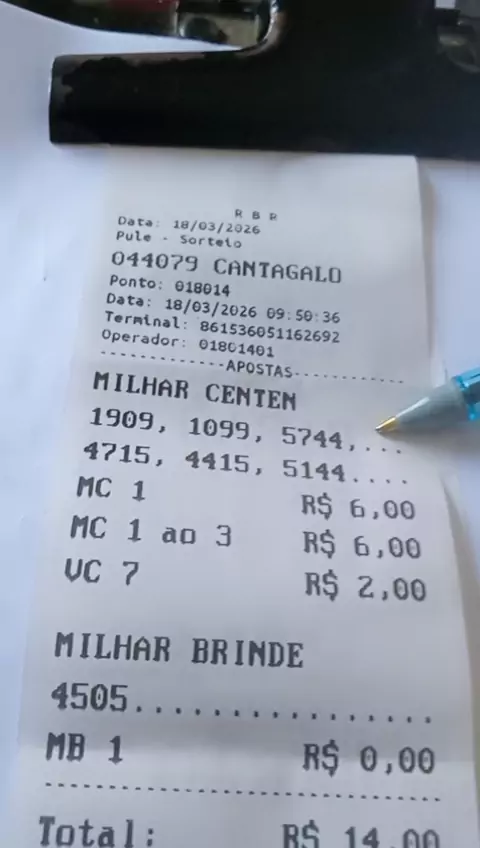 R B R
Data: 18/03/2026
Pule - Sorteio
044079 CANTAGALO
Ponto: 018014
Data: 18/03/2026 09:50:36
Terminal: 861536051162692
Operador: 01801401
------------APOSTAS------------
MILHAR CENTEN
1909, 1099, 5744,...
4715, 4415, 5144....
MC 1 R$ 6,00
MC 1 ao 3 R$ 6,00
VC 7 R$ 2,00
MILHAR BRINDE
4505..................
MB 1 R$ 0,00
Total: R$ 14,00